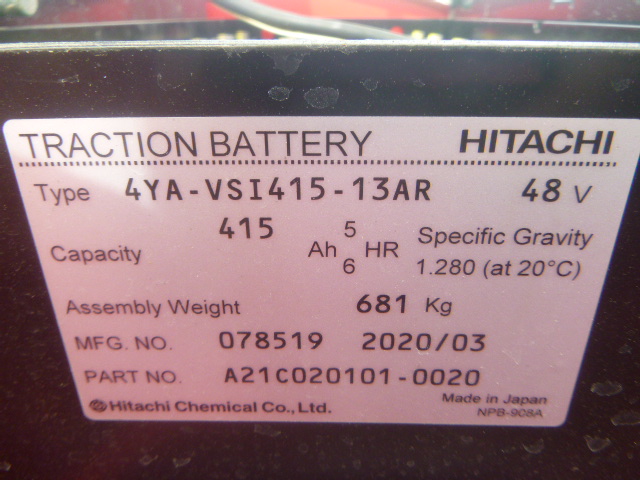 TRACTION BATTERY HITACHI
Type 4YA-VSI415-13AR 48 V
Capacity 415 Ah 5 6 HR Specific Gravity
1.280 (at 20°C)
Assembly Weight 681 Kg
MFG. NO. 078519 2020/03
PART NO. A21C020101-0020
Hitachi Chemical Co., Ltd. Made in Japan
NPB-908A